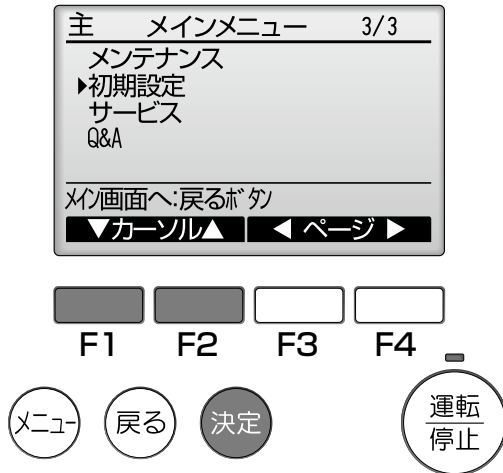 主 メインメニュー 3/3
メンテナンス
▶初期設定
サービス
Q&A
メイン画面へ:戻るボタン
▼カーソル▲ ◀ ページ ▶
F1 F2 F3 F4
メニュー 戻る 決定 運転
停止